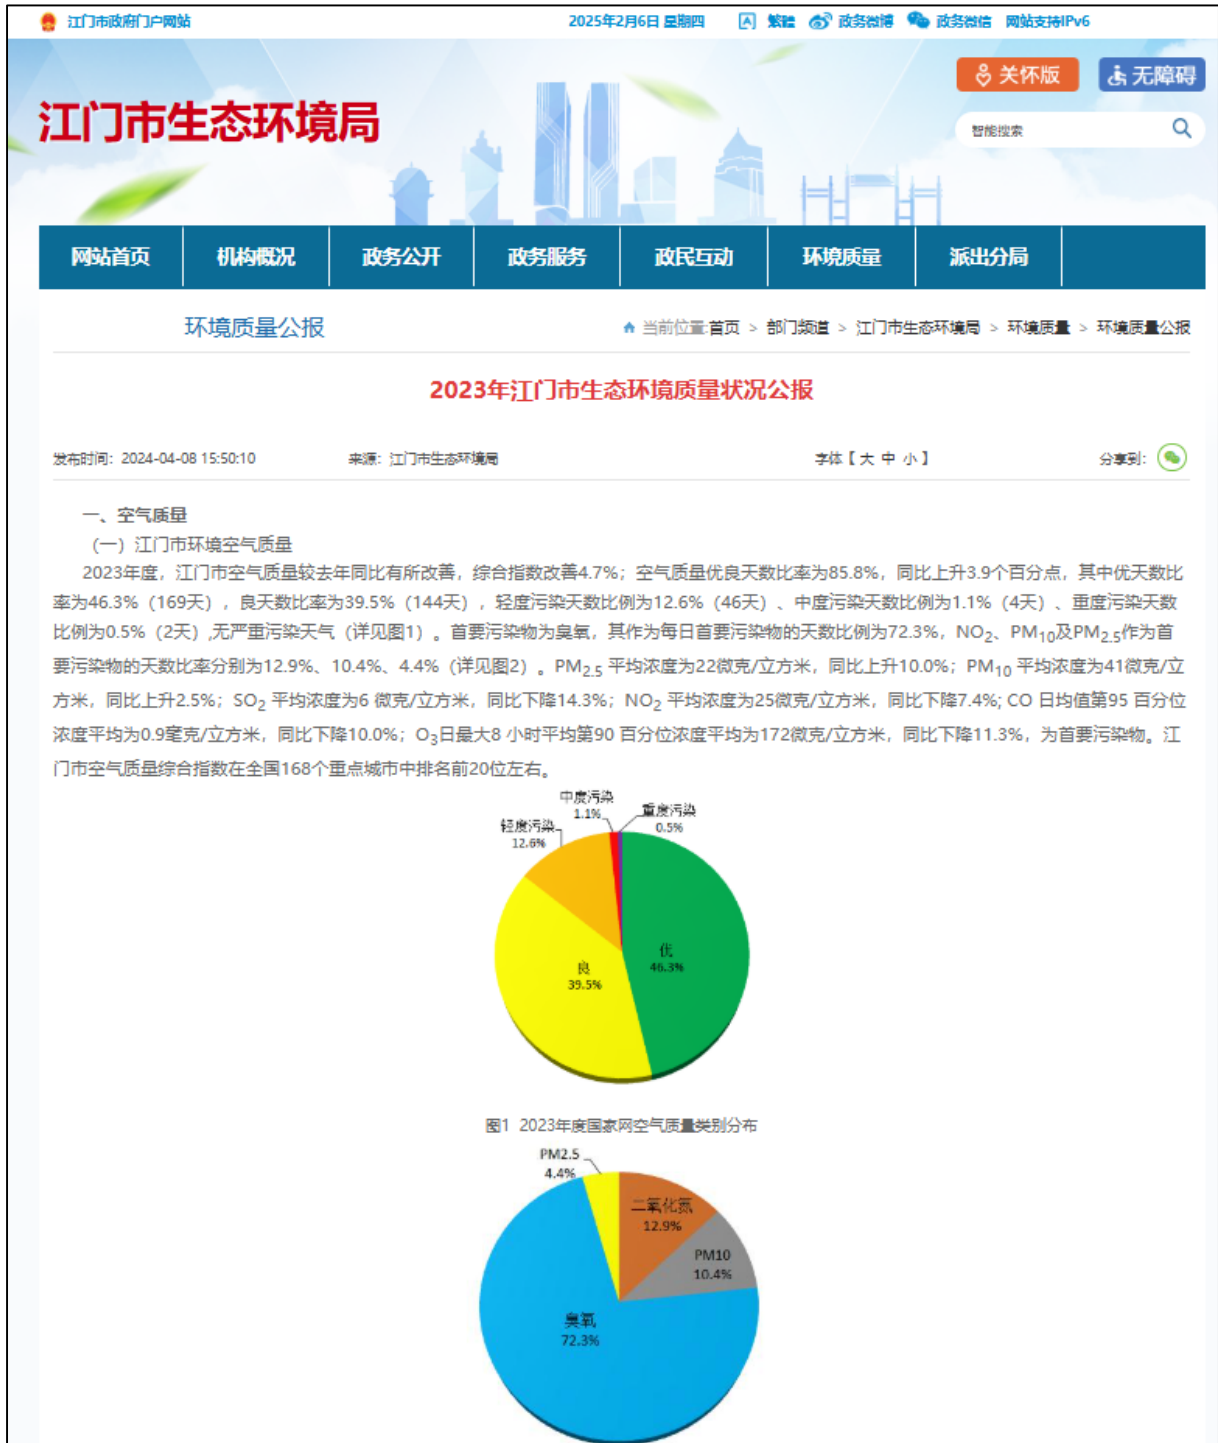 江门市政府门户网站
2025年2月6日 星期四 繁體 政务微博 政务微信 网站支持IPv6
关怀版 无障碍
江门市生态环境局
智能搜索
网站首页 机构概况 政务公开 政务服务 政民互动 环境质量 派出分局
环境质量公报
当前位置:首页 > 部门频道 > 江门市生态环境局 > 环境质量 > 环境质量公报
2023年江门市生态环境质量状况公报
发布时间：2024-04-08 15:50:10 来源：江门市生态环境局 字体【 大 中 小 】 分享到：
一、空气质量
（一）江门市环境空气质量
2023年度，江门市空气质量较去年同比有所改善，综合指数改善4.7%；空气质量优良天数比率为85.8%，同比上升3.9个百分点，其中优天数比
率为46.3%（169天），良天数比率为39.5%（144天），轻度污染天数比例为12.6%（46天）、中度污染天数比例为1.1%（4天）、重度污染天数
比例为0.5%（2天）,无严重污染天气（详见图1）。首要污染物为臭氧，其作为每日首要污染物的天数比例为72.3%，NO₂、PM₁₀及PM₂.₅作为首
要污染物的天数比率分别为12.9%、10.4%、4.4%（详见图2）。PM₂.₅ 平均浓度为22微克/立方米，同比上升10.0%；PM₁₀ 平均浓度为41微克/立
方米，同比上升2.5%；SO₂ 平均浓度为6 微克/立方米，同比下降14.3%；NO₂ 平均浓度为25微克/立方米，同比下降7.4%; CO 日均值第95 百分位
浓度平均为0.9毫克/立方米，同比下降10.0%；O₃日最大8 小时平均第90 百分位浓度平均为172微克/立方米，同比下降11.3%，为首要污染物。江
门市空气质量综合指数在全国168个重点城市中排名前20位左右。
中度污染
1.1%
重度污染
0.5%
轻度污染
12.6%
优
46.3%
良
39.5%
图1 2023年度国家网空气质量类别分布
PM2.5
4.4%
二氧化氮
12.9%
PM10
10.4%
臭氧
72.3%